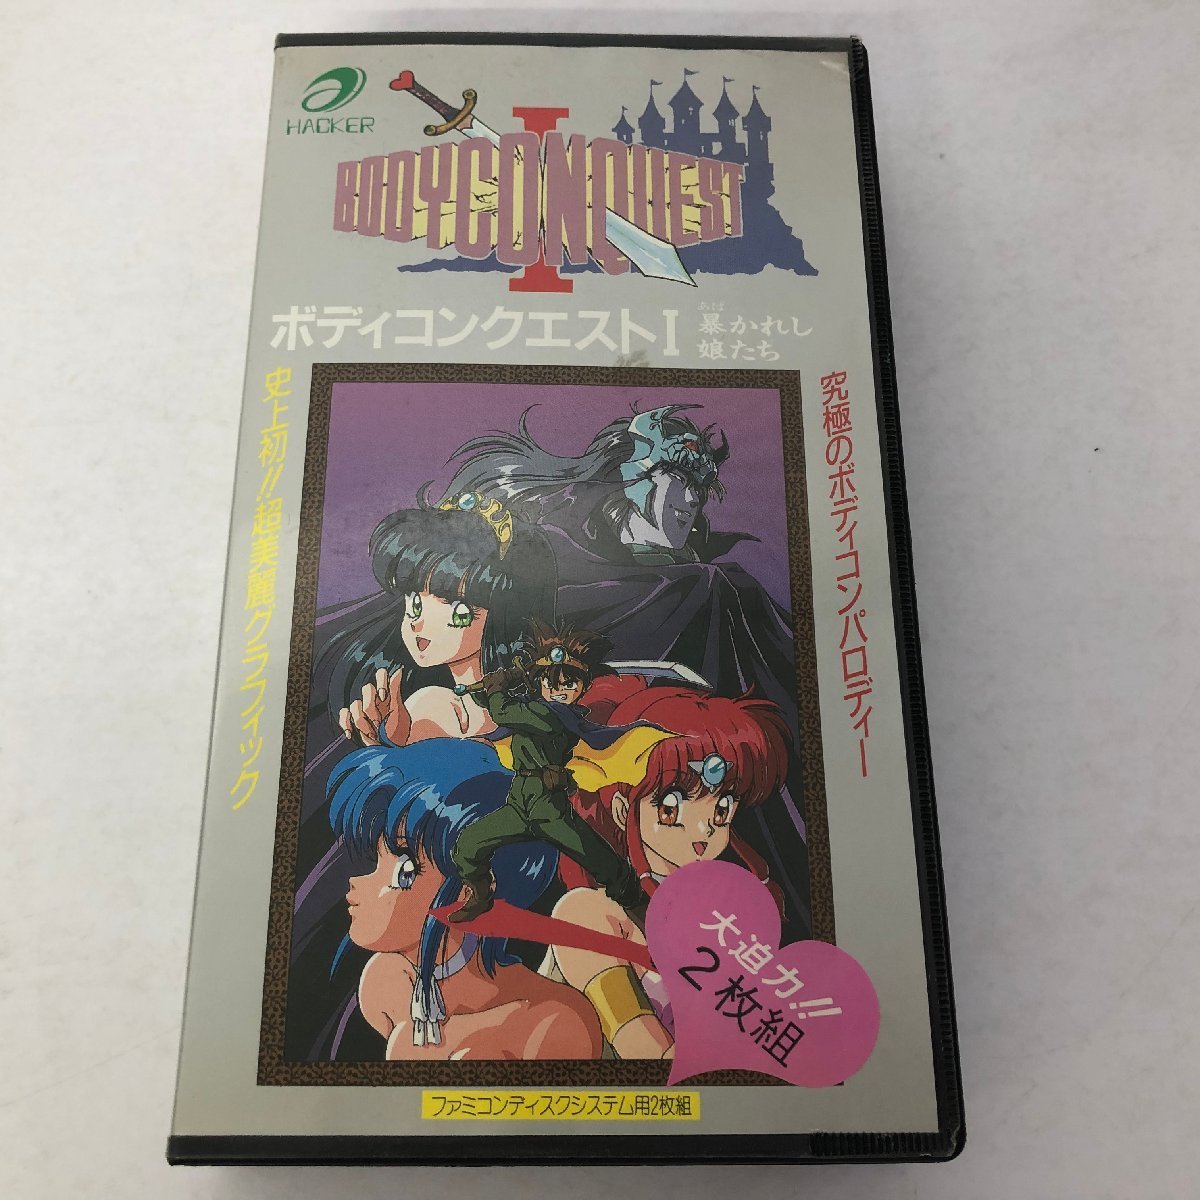 HACKER
BODYCONQUEST
I
ボディコンクエストI
あば
暴かれし
娘たち
史上初!!超美麗グラフィック
究極のボディコンパロディー
大迫力!!
2枚組
ファミコンディスクシステム用2枚組